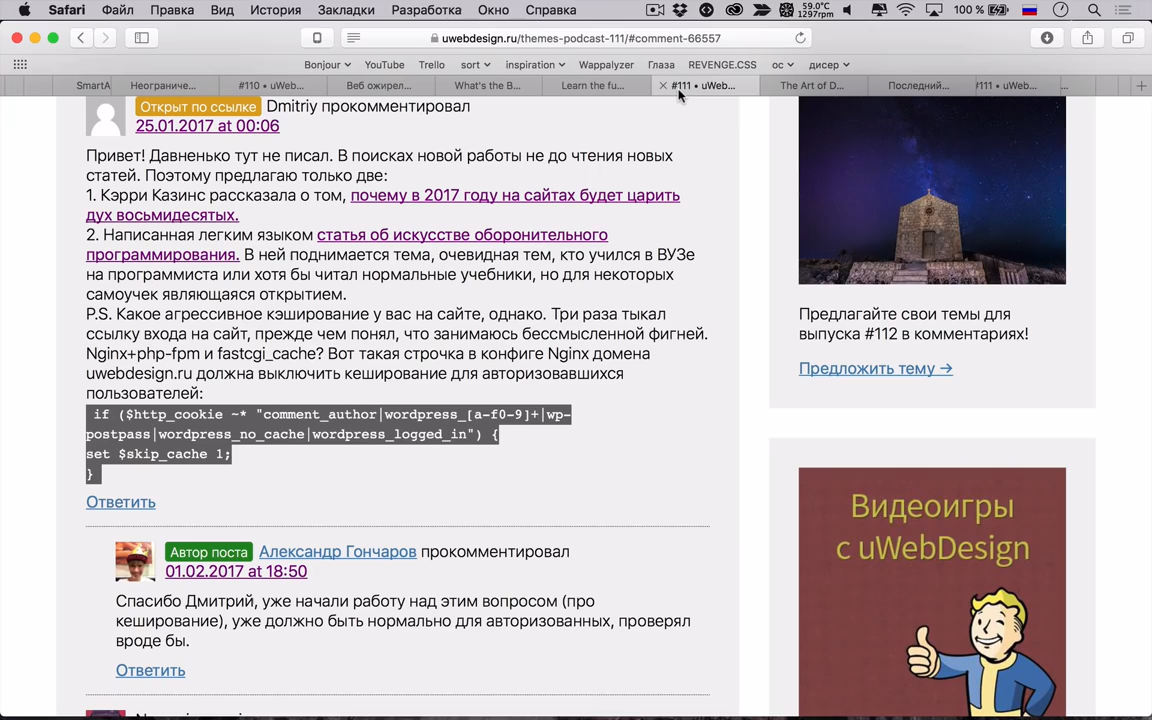 Safari Файл Правка Вид История Закладки Разработка Окно Справка 59.0°C 1297rpm 100 %
uwebdesign.ru/themes-podcast-111/#comment-66557
Bonjour YouTube Trello sort inspiration Wappalyzer Глаза REVENGE.CSS ос дисер
SmartA Неограниче... #110 • uWeb... Веб ожирел... What's the B... Learn the fu... #111 • uWeb... The Art of D... Последний... #111 • uWeb...
Открыт по ссылке Dmitriy прокомментировал
25.01.2017 at 00:06
Привет! Давненько тут не писал. В поисках новой работы не до чтения новых
статей. Поэтому предлагаю только две:
1. Кэрри Казинс рассказала о том, почему в 2017 году на сайтах будет царить
дух восьмидесятых.
2. Написанная легким языком статья об искусстве оборонительного
программирования. В ней поднимается тема, очевидная тем, кто учился в ВУЗе
на программиста или хотя бы читал нормальные учебники, но для некоторых
самоучек являющаяся открытием.
P.S. Какое агрессивное кэширование у вас на сайте, однако. Три раза тыкал
ссылку входа на сайт, прежде чем понял, что занимаюсь бессмысленной фигней.
Nginx+php-fpm и fastcgi_cache? Вот такая строчка в конфиге Nginx домена
uwebdesign.ru должна выключить кеширование для авторизовавшихся
пользователей:
if ($http_cookie ~* "comment_author|wordpress_[a-f0-9]+|wp-
postpass|wordpress_no_cache|wordpress_logged_in") {
set $skip_cache 1;
}
Ответить
Автор поста Александр Гончаров прокомментировал
01.02.2017 at 18:50
Спасибо Дмитрий, уже начали работу над этим вопросом (про
кеширование), уже должно быть нормально для авторизованных, проверял
вроде бы.
Ответить
Предлагайте свои темы для
выпуска #112 в комментариях!
Предложить тему →
Видеоигры
с uWebDesign